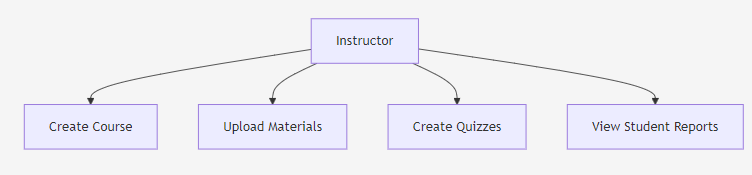 Instructor
Create Course
Upload Materials
Create Quizzes
View Student Reports